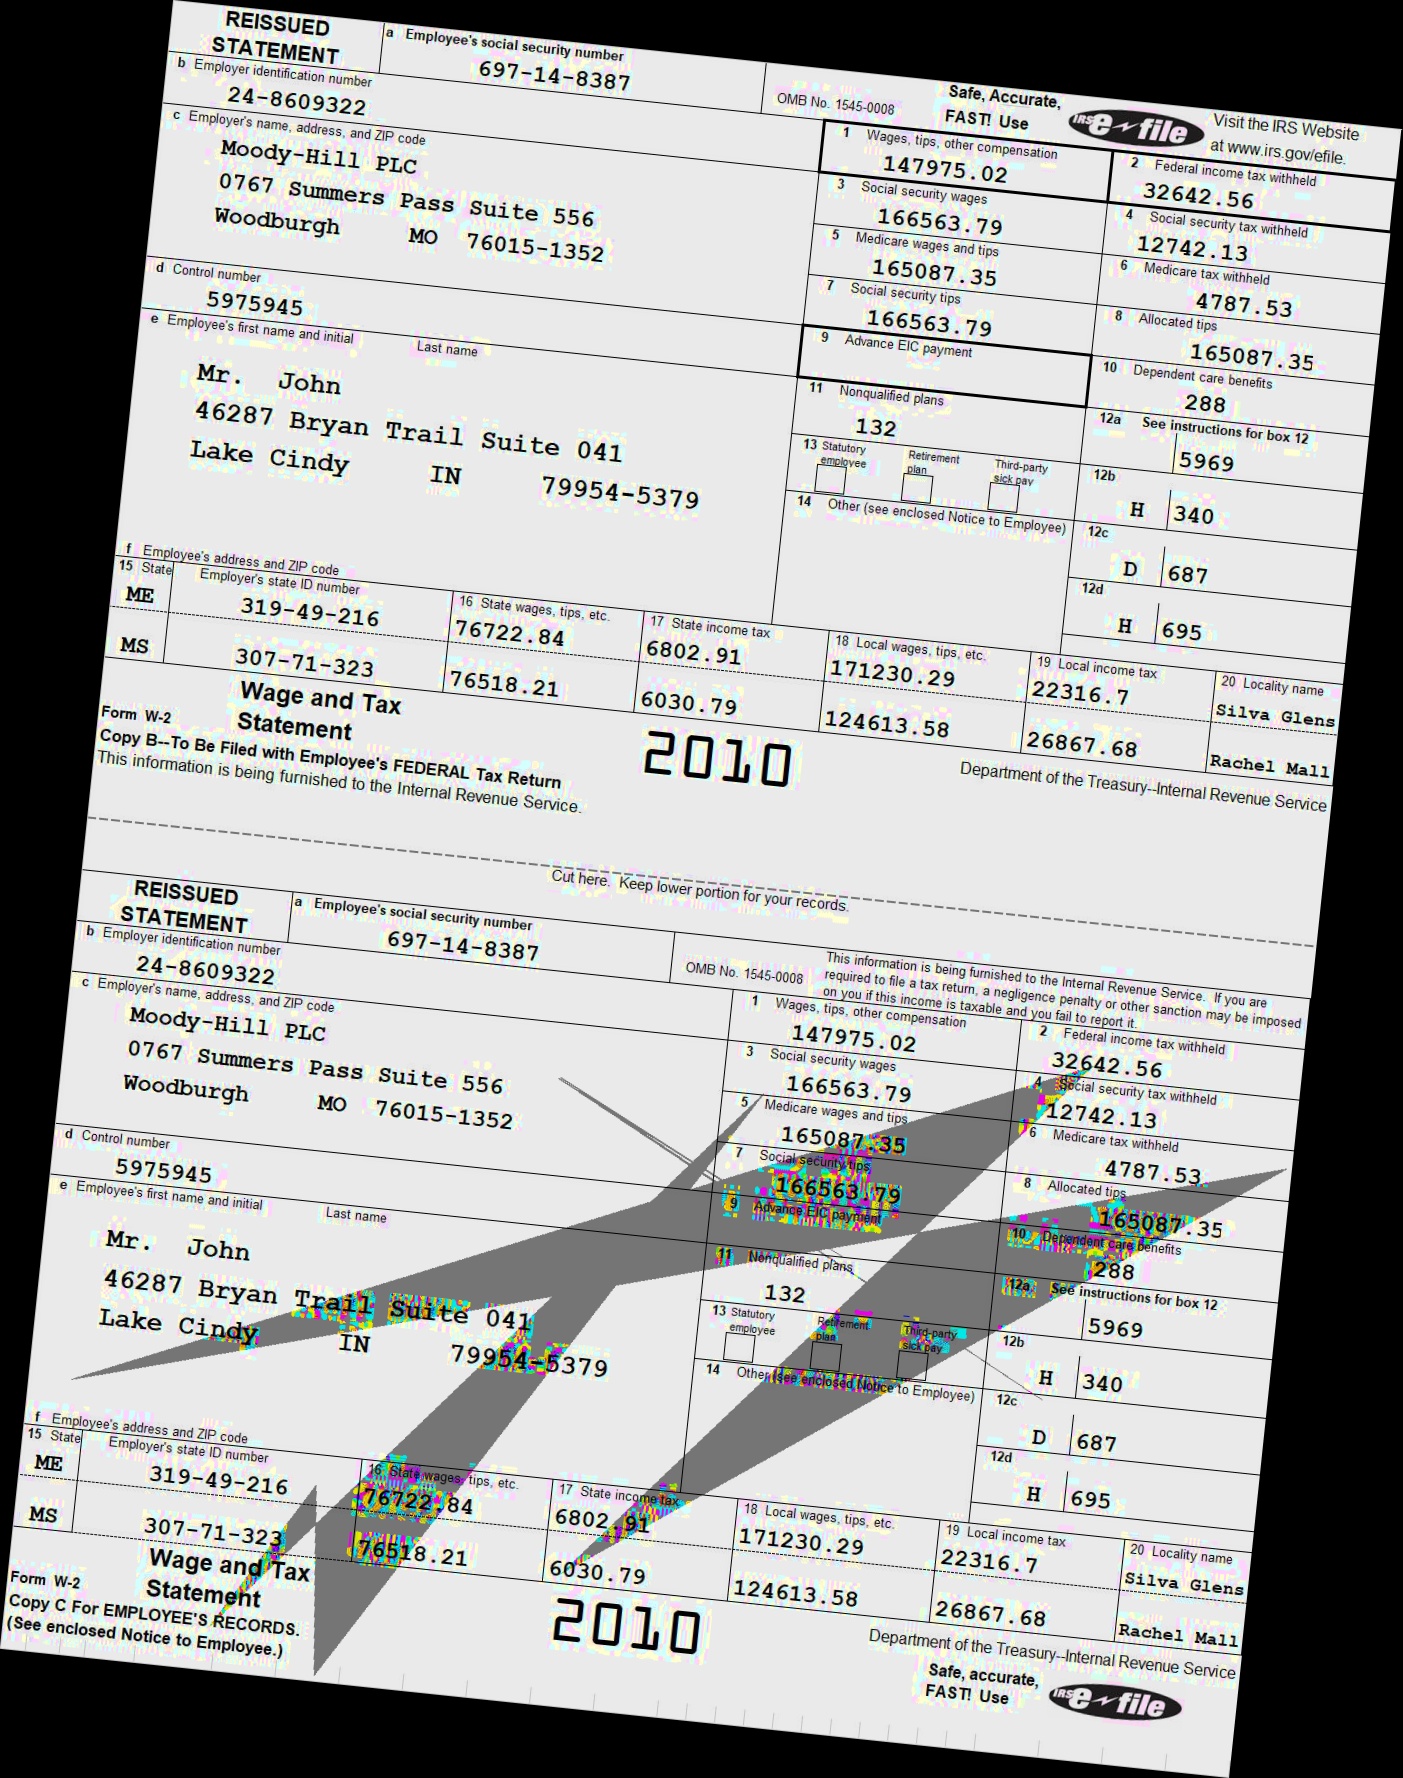 REISSUED
STATEMENT
a Employee's social security number
697-14-8387
OMB No. 1545-0008
Safe, Accurate,
FAST! Use
IRS e-file
Visit the IRS Website
at www.irs.gov/efile.
b Employer identification number
24-8609322
c Employer's name, address, and ZIP code
Moody-Hill PLC
0767 Summers Pass Suite 556
Woodburgh MO 76015-1352
1 Wages, tips, other compensation
147975.02
2 Federal income tax withheld
32642.56
3 Social security wages
166563.79
4 Social security tax withheld
12742.13
5 Medicare wages and tips
165087.35
6 Medicare tax withheld
4787.53
d Control number
5975945
7 Social security tips
166563.79
8 Allocated tips
165087.35
e Employee's first name and initial Last name
Mr. John
46287 Bryan Trail Suite 041
Lake Cindy IN 79954-5379
9 Advance EIC payment
10 Dependent care benefits
288
11 Nonqualified plans
132
12a See instructions for box 12
5969
13 Statutory employee
Retirement plan
Third-party sick pay
12b
H 340
14 Other (see enclosed Notice to Employee)
12c
D 687
12d
H 695
f Employee's address and ZIP code
15 State Employer's state ID number
16 State wages, tips, etc.
17 State income tax
18 Local wages, tips, etc.
19 Local income tax
20 Locality name
ME 319-49-216 76722.84 6802.91 171230.29 22316.7 Silva Glens
MS 307-71-323 76518.21 6030.79 124613.58 26867.68 Rachel Mall
Form W-2
Wage and Tax
Statement
2010
Department of the Treasury--Internal Revenue Service
Copy B--To Be Filed with Employee's FEDERAL Tax Return
This information is being furnished to the Internal Revenue Service.
Cut here. Keep lower portion for your records.
REISSUED
STATEMENT
a Employee's social security number
697-14-8387
OMB No. 1545-0008
This information is being furnished to the Internal Revenue Service. If you are
required to file a tax return, a negligence penalty or other sanction may be imposed
on you if this income is taxable and you fail to report it.
b Employer identification number
24-8609322
c Employer's name, address, and ZIP code
Moody-Hill PLC
0767 Summers Pass Suite 556
Woodburgh MO 76015-1352
1 Wages, tips, other compensation
147975.02
2 Federal income tax withheld
32642.56
3 Social security wages
166563.79
4 Social security tax withheld
12742.13
5 Medicare wages and tips
165087.35
6 Medicare tax withheld
4787.53
d Control number
5975945
7 Social security tips
166563.79
8 Allocated tips
165087.35
e Employee's first name and initial Last name
Mr. John
46287 Bryan Trail Suite 041
Lake Cindy IN 79954-5379
9 Advance EIC payment
10 Dependent care benefits
288
11 Nonqualified plans
132
12a See instructions for box 12
5969
13 Statutory employee
Retirement plan
Third-party sick pay
12b
H 340
14 Other (see enclosed Notice to Employee)
12c
D 687
12d
H 695
f Employee's address and ZIP code
15 State Employer's state ID number
16 State wages, tips, etc.
17 State income tax
18 Local wages, tips, etc.
19 Local income tax
20 Locality name
ME 319-49-216 76722.84 6802.91 171230.29 22316.7 Silva Glens
MS 307-71-323 76518.21 6030.79 124613.58 26867.68 Rachel Mall
Form W-2
Wage and Tax
Statement
2010
Department of the Treasury--Internal Revenue Service
Copy C For EMPLOYEE'S RECORDS.
(See enclosed Notice to Employee.)
Safe, accurate,
FAST! Use
IRS e-file